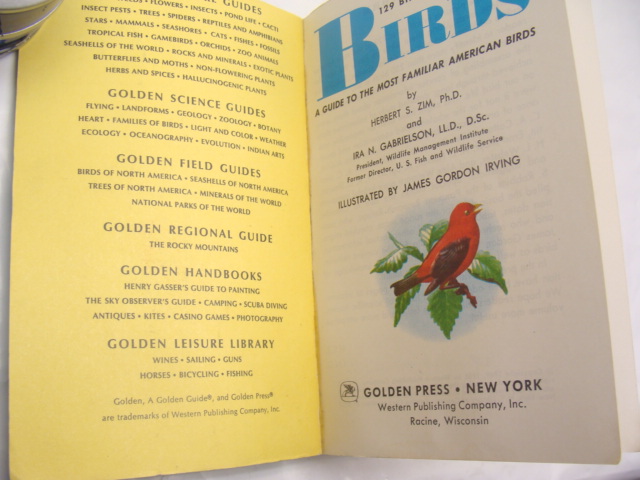 GUIDES
FLOWERS • INSECTS • POND LIFE • CACTI
INSECT PESTS • TREES • SPIDERS • REPTILES AND AMPHIBIANS
STARS • MAMMALS • SEASHORES • CATS • FISHES • FOSSILS
TROPICAL FISH • GAMEBIRDS • ORCHIDS • ZOO ANIMALS
SEASHELLS OF THE WORLD • ROCKS AND MINERALS • EXOTIC PLANTS
BUTTERFLIES AND MOTHS • NON-FLOWERING PLANTS
HERBS AND SPICES • HALLUCINOGENIC PLANTS
GOLDEN SCIENCE GUIDES
FLYING • LANDFORMS • GEOLOGY • ZOOLOGY • BOTANY
HEART • FAMILIES OF BIRDS • LIGHT AND COLOR • WEATHER
ECOLOGY • OCEANOGRAPHY • EVOLUTION • INDIAN ARTS
GOLDEN FIELD GUIDES
BIRDS OF NORTH AMERICA • SEASHELLS OF NORTH AMERICA
TREES OF NORTH AMERICA • MINERALS OF THE WORLD
NATIONAL PARKS OF THE WORLD
GOLDEN REGIONAL GUIDE
THE ROCKY MOUNTAINS
GOLDEN HANDBOOKS
HENRY GASSER'S GUIDE TO PAINTING
THE SKY OBSERVER'S GUIDE • CAMPING • SCUBA DIVING
ANTIQUES • KITES • CASINO GAMES • PHOTOGRAPHY
GOLDEN LEISURE LIBRARY
WINES • SAILING • GUNS
HORSES • BICYCLING • FISHING
Golden, A Golden Guide®, and Golden Press®
are trademarks of Western Publishing Company, Inc.
129
BIRDS
A GUIDE TO THE MOST FAMILIAR AMERICAN BIRDS
by
HERBERT S. ZIM, Ph.D.
and
IRA N. GABRIELSON, LL.D., D.Sc.
President, Wildlife Management Institute
Former Director, U. S. Fish and Wildlife Service
ILLUSTRATED BY JAMES GORDON IRVING
GOLDEN PRESS • NEW YORK
Western Publishing Company, Inc.
Racine, Wisconsin